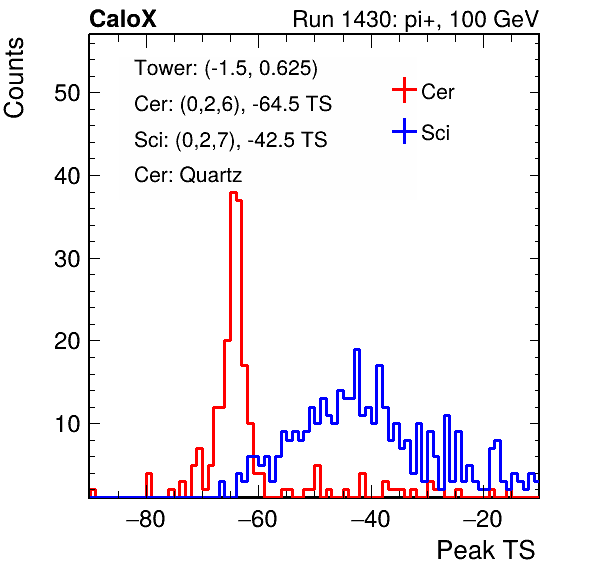 CaloX Run 1430: pi+, 100 GeV
Counts
Tower: (-1.5, 0.625)
Cer: (0,2,6), -64.5 TS
Sci: (0,2,7), -42.5 TS
Cer: Quartz
Cer
Sci
50
40
30
20
10
−80 −60 −40 −20
Peak TS